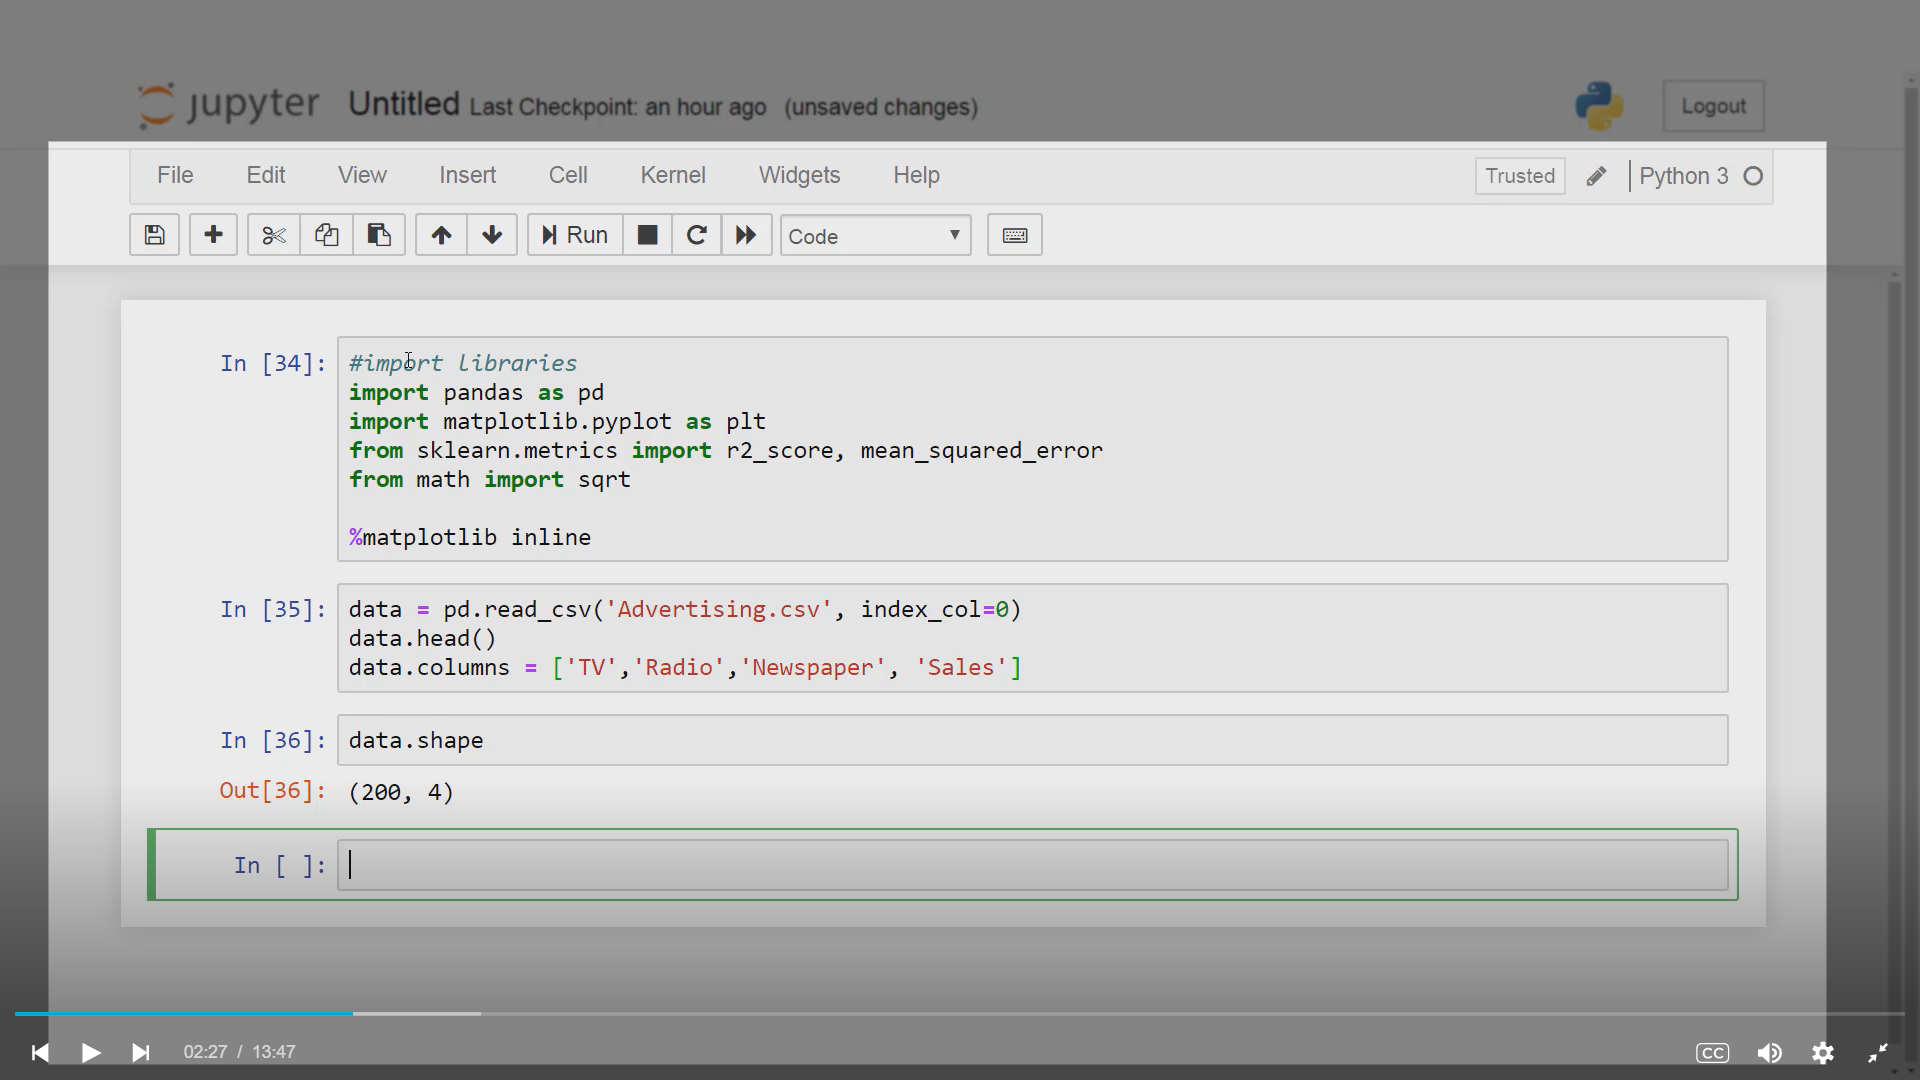 jupyter Untitled Last Checkpoint: an hour ago (unsaved changes) Logout
File Edit View Insert Cell Kernel Widgets Help Trusted Python 3
Run Code
In [34]: #import libraries
import pandas as pd
import matplotlib.pyplot as plt
from sklearn.metrics import r2_score, mean_squared_error
from math import sqrt
%matplotlib inline
In [35]: data = pd.read_csv('Advertising.csv', index_col=0)
data.head()
data.columns = ['TV','Radio','Newspaper', 'Sales']
In [36]: data.shape
Out[36]: (200, 4)
In [ ]:
02:27 / 13:47 CC